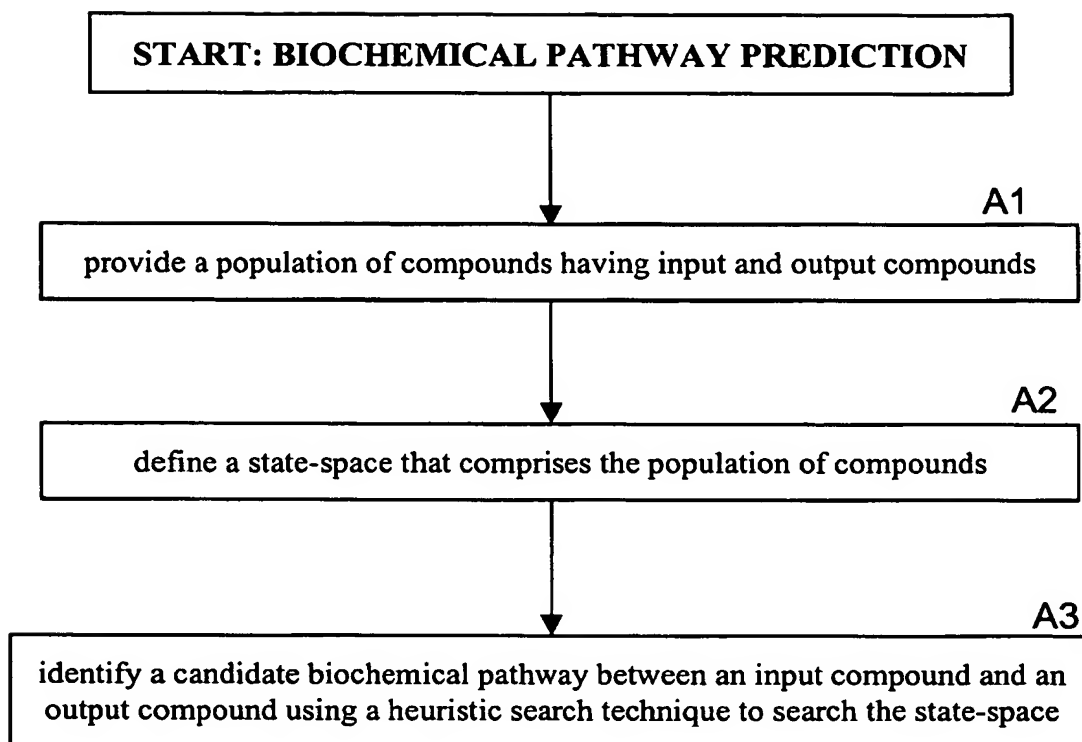 START: BIOCHEMICAL PATHWAY PREDICTION
A1
provide a population of compounds having input and output compounds
A2
define a state-space that comprises the population of compounds
A3
identify a candidate biochemical pathway between an input compound and an
output compound using a heuristic search technique to search the state-space